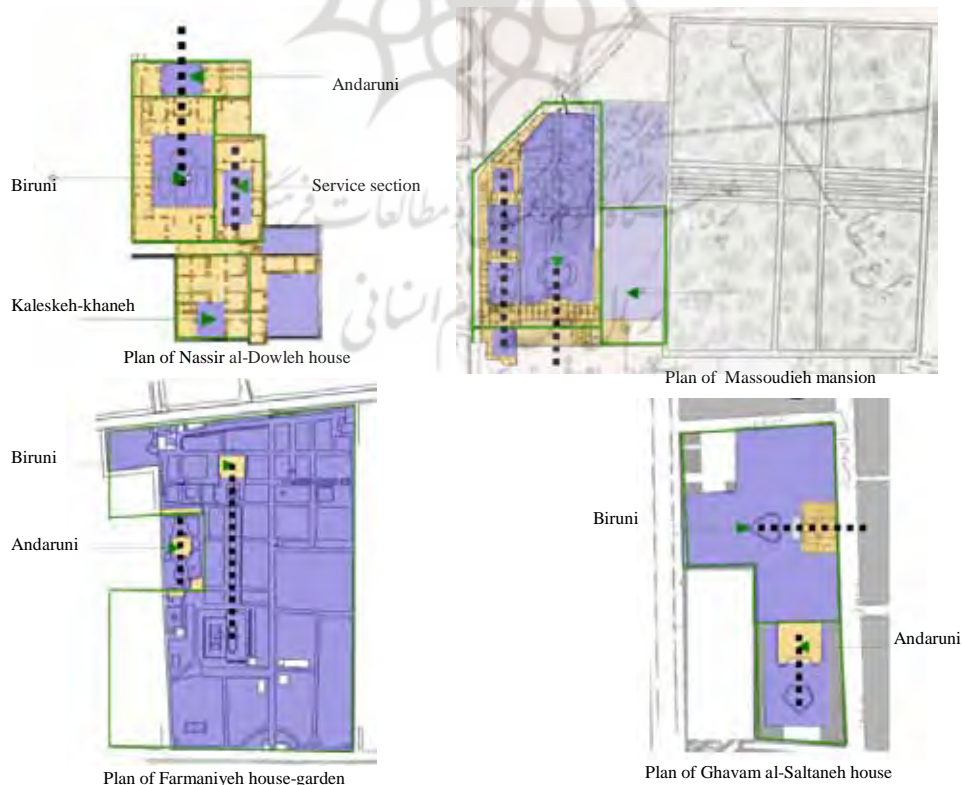 Andaruni
Biruni
Service section
Kaleskeh-khaneh
Plan of Nassir al-Dowleh house
Plan of Massoudieh mansion
Biruni
Andaruni
Plan of Farmaniyeh house-garden
Biruni
Andaruni
Plan of Ghavam al-Saltaneh house